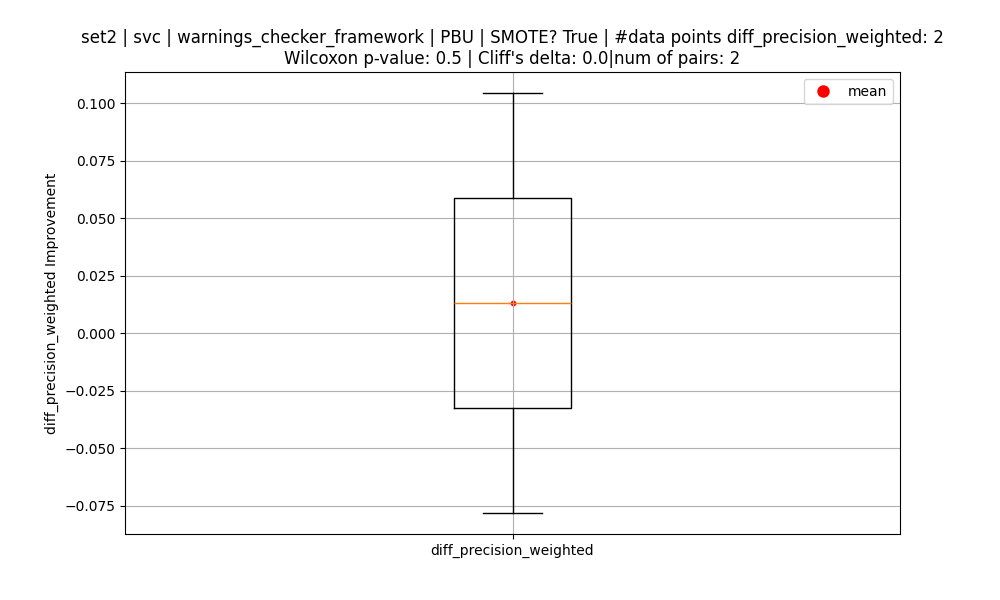 set2 | svc | warnings_checker_framework | PBU | SMOTE? True | #data points diff_precision_weighted: 2
Wilcoxon p-value: 0.5 | Cliff's delta: 0.0|num of pairs: 2
mean
0.100
0.075
0.050
0.025
0.000
−0.025
−0.050
−0.075
diff_precision_weighted Improvement
diff_precision_weighted